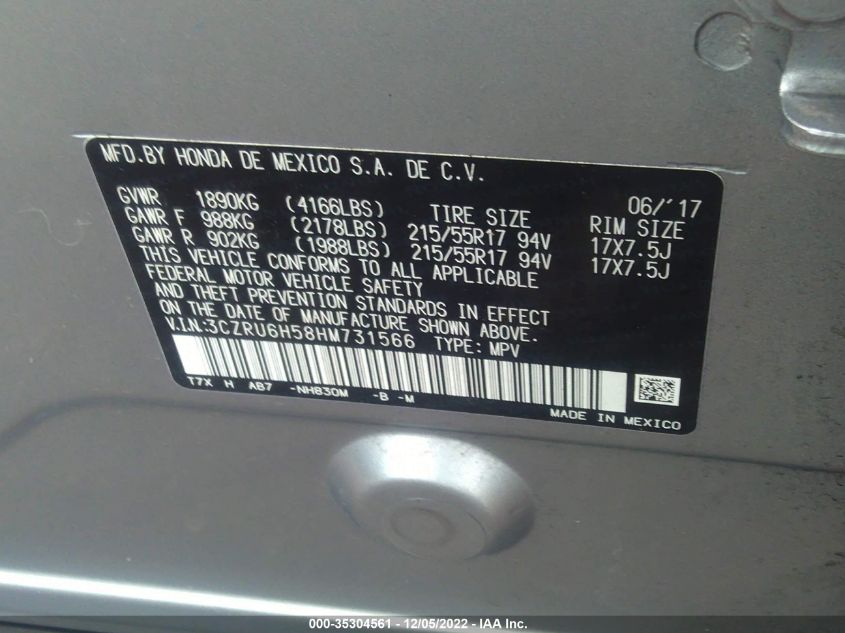 MFD.BY HONDA DE MEXICO S.A. DE C.V.
06/'17
GVWR 1890KG (4166LBS) TIRE SIZE RIM SIZE
GAWR F 988KG (2178LBS) 215/55R17 94V 17X7.5J
GAWR R 902KG (1988LBS) 215/55R17 94V 17X7.5J
THIS VEHICLE CONFORMS TO ALL APPLICABLE
FEDERAL MOTOR VEHICLE SAFETY
AND THEFT PREVENTION STANDARDS IN EFFECT
ON THE DATE OF MANUFACTURE SHOWN ABOVE.
V.I.N:3CZRU6H58HM731566 TYPE: MPV
T7X H AB7 -NH830M -B -M
MADE IN MEXICO
000-35304561 - 12/05/2022 - IAA Inc.